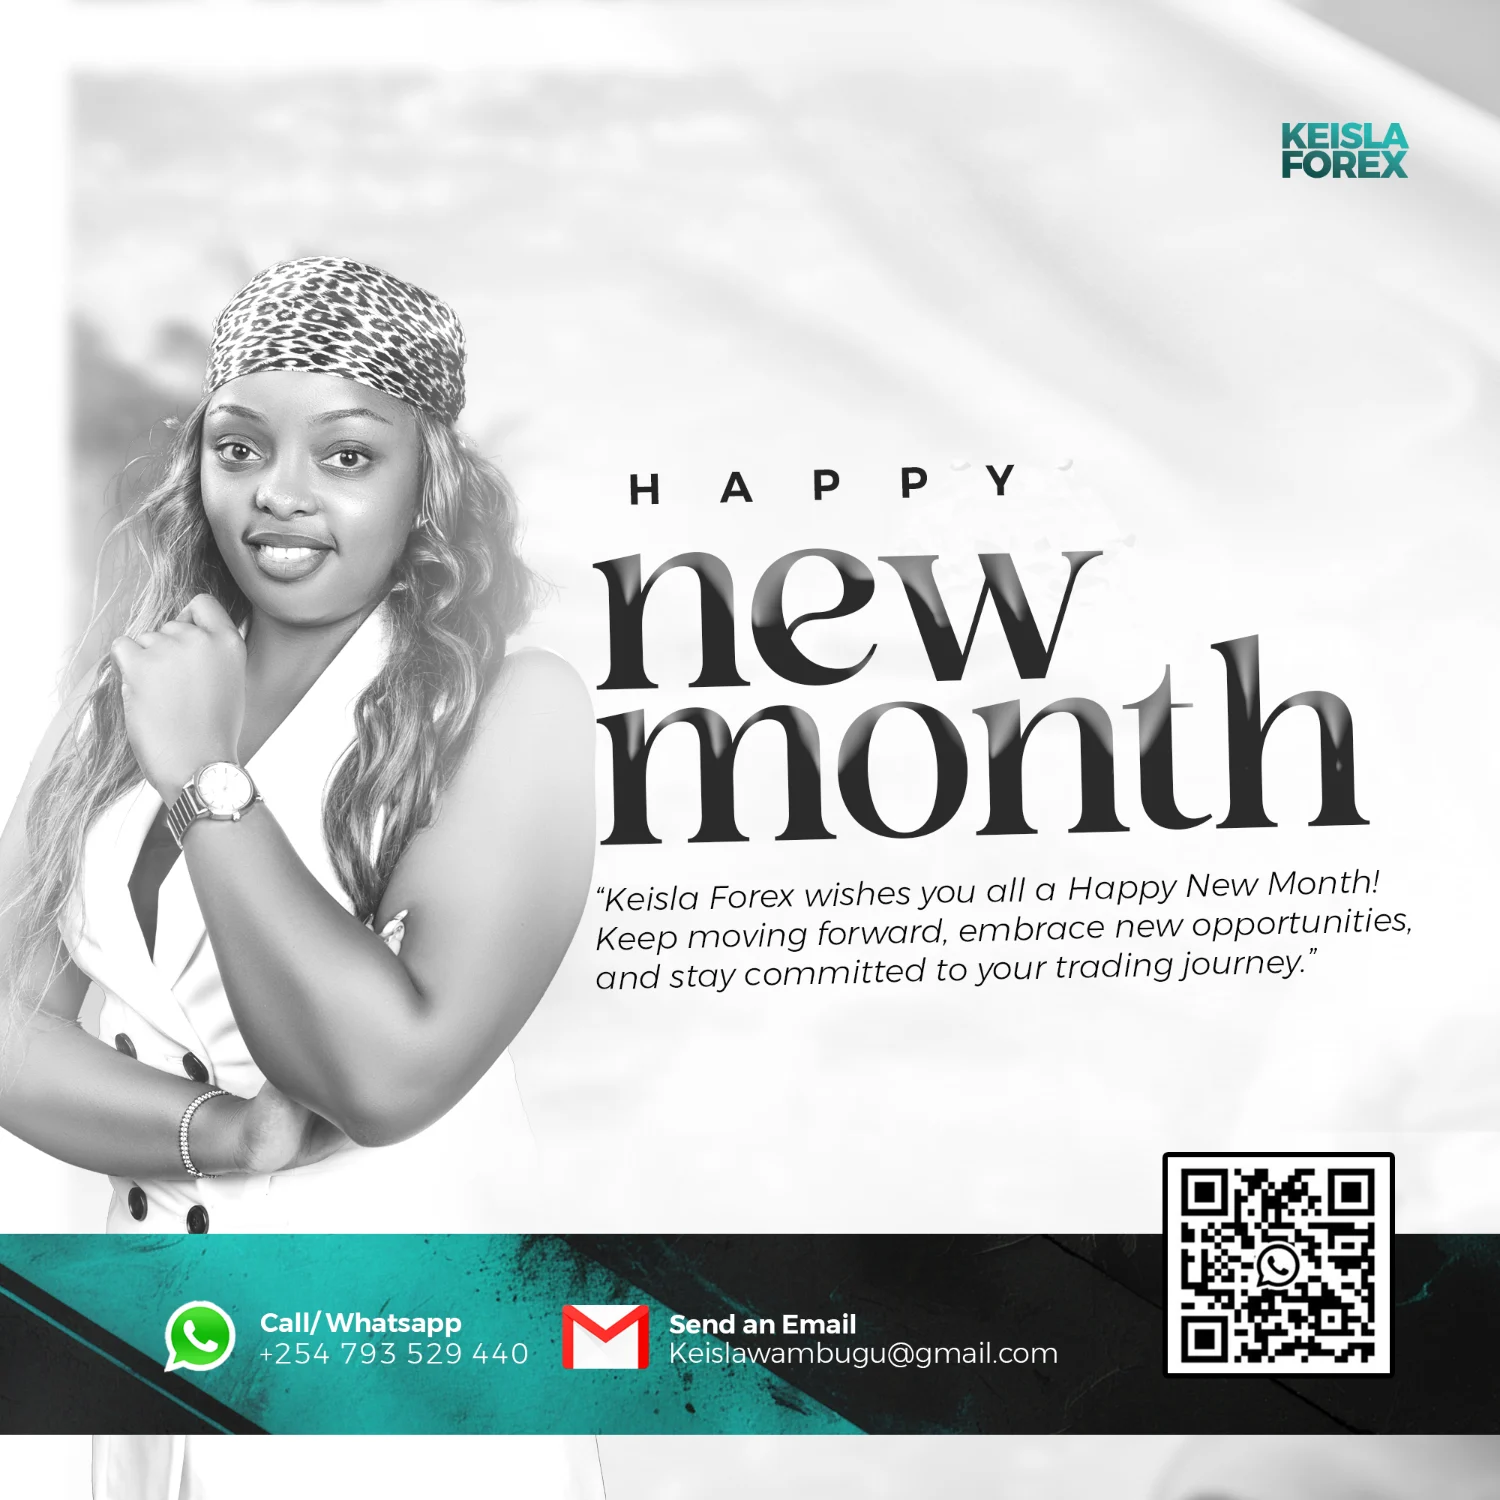 KEISLA
FOREX
HAPPY
new
month
“Keisla Forex wishes you all a Happy New Month!
Keep moving forward, embrace new opportunities,
and stay committed to your trading journey.”
Call/Whatsapp
+254 793 529 440
Send an Email
Keislawambugu@gmail.com